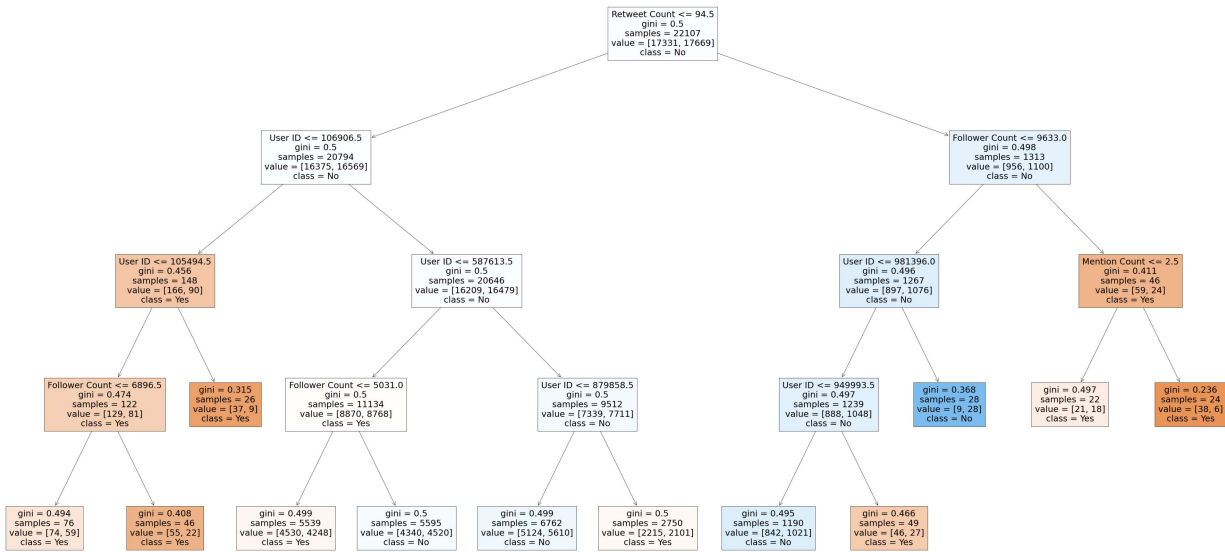 Retweet Count <= 94.5
gini = 0.5
samples = 22107
value = [17331, 17669]
class = No
User ID <= 106906.5
gini = 0.5
samples = 20794
value = [16375, 16569]
class = No
Follower Count <= 9633.0
gini = 0.498
samples = 1313
value = [956, 1100]
class = No
User ID <= 105494.5
gini = 0.456
samples = 148
value = [166, 90]
class = Yes
User ID <= 587613.5
gini = 0.5
samples = 20646
value = [16209, 16479]
class = No
User ID <= 981396.0
gini = 0.496
samples = 1267
value = [897, 1076]
class = No
Mention Count <= 2.5
gini = 0.411
samples = 46
value = [59, 24]
class = Yes
Follower Count <= 6896.5
gini = 0.474
samples = 122
value = [129, 81]
class = Yes
gini = 0.315
samples = 26
value = [37, 9]
class = Yes
Follower Count <= 5031.0
gini = 0.5
samples = 11134
value = [8870, 8768]
class = Yes
User ID <= 879858.5
gini = 0.5
samples = 9512
value = [7339, 7711]
class = No
User ID <= 949993.5
gini = 0.497
samples = 1239
value = [888, 1048]
class = No
gini = 0.368
samples = 28
value = [9, 28]
class = No
gini = 0.497
samples = 22
value = [21, 18]
class = Yes
gini = 0.236
samples = 24
value = [38, 6]
class = Yes
gini = 0.494
samples = 76
value = [74, 59]
class = Yes
gini = 0.408
samples = 46
value = [55, 22]
class = Yes
gini = 0.499
samples = 5539
value = [4530, 4248]
class = Yes
gini = 0.5
samples = 5595
value = [4340, 4520]
class = No
gini = 0.499
samples = 6762
value = [5124, 5610]
class = No
gini = 0.5
samples = 2750
value = [2215, 2101]
class = Yes
gini = 0.495
samples = 1190
value = [842, 1021]
class = No
gini = 0.466
samples = 49
value = [46, 27]
class = Yes